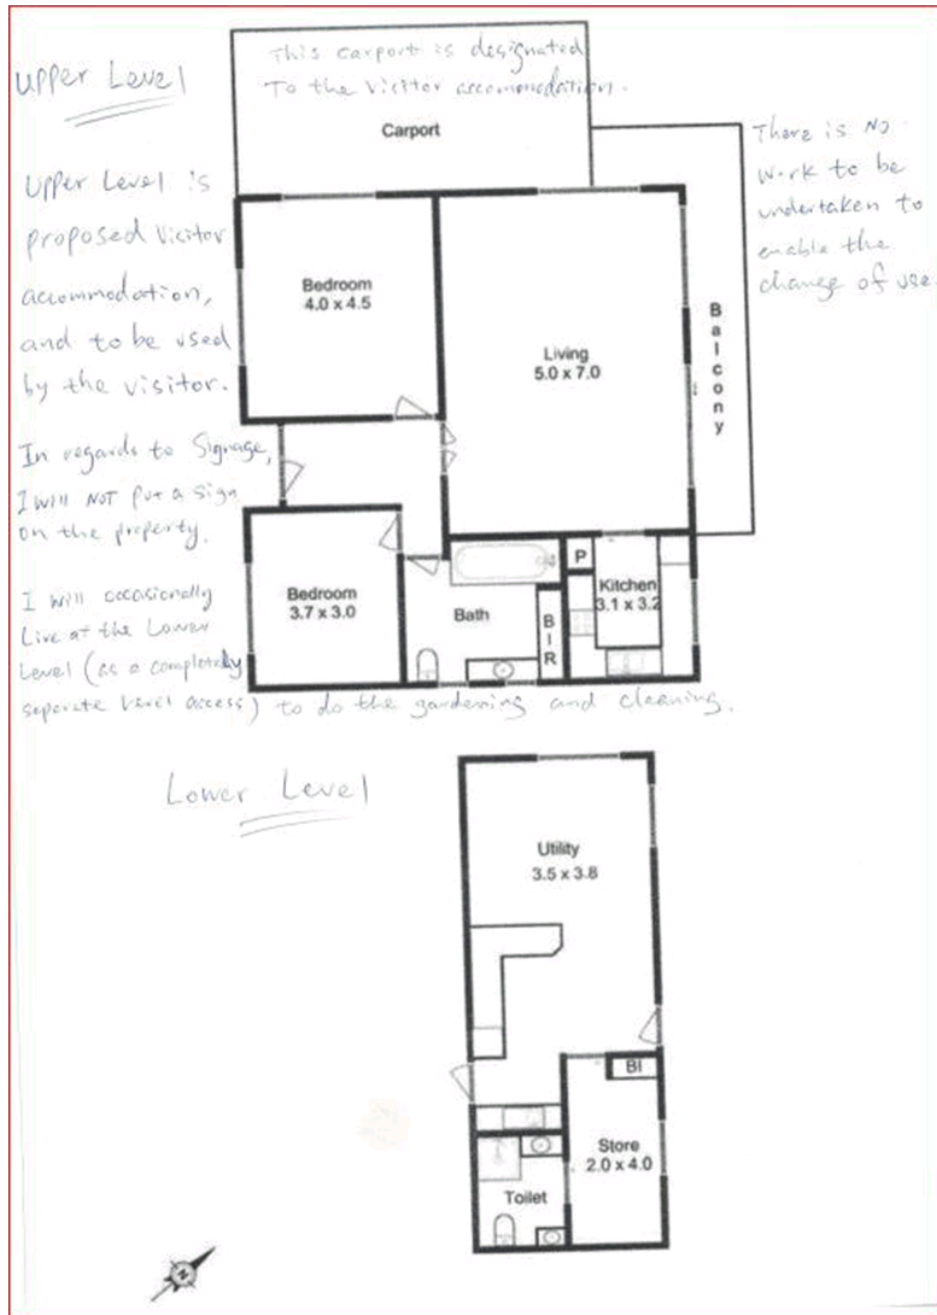 Upper Level
This carport is designated
To the visitor accommodation.
Carport
There is NO
work to be
undertaken to
enable the
change of use.
Upper Level is
proposed visitor
accommodation,
and to be used
by the visitor.
In regards to Signage,
I will NOT put a sign
on the property.
I will occasionally
Live at the Lower
Level (as a completely
separate level access) to do the gardening and cleaning.
Bedroom
4.0 x 4.5
Living
5.0 x 7.0
Balcony
Bedroom
3.7 x 3.0
Bath
BIR
P
Kitchen
3.1 x 3.2
Lower Level
Utility
3.5 x 3.8
BI
Store
2.0 x 4.0
Toilet
N